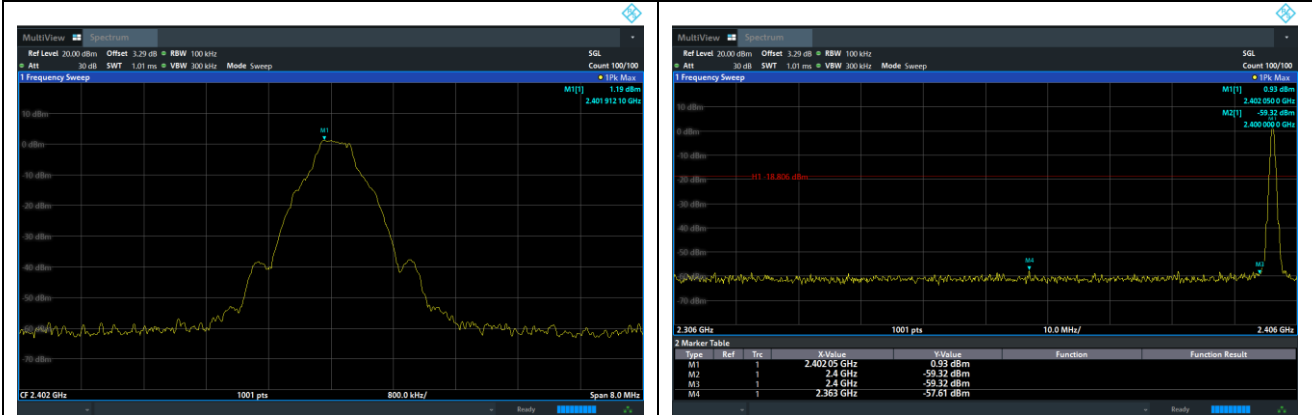 MultiView Spectrum
Ref Level 20.00 dBm Offset 3.29 dB RBW 100 kHz SGL
Att 30 dB SWT 1.01 ms VBW 300 kHz Mode Sweep Count 100/100
1 Frequency Sweep 1Pk Max
M1[1] 1.19 dBm
2.401 912 10 GHz
10 dBm
M1
0 dBm
-10 dBm
-20 dBm
-30 dBm
-40 dBm
-50 dBm
-60 dBm
-70 dBm
CF 2.402 GHz 1001 pts 800.0 kHz/ Span 8.0 MHz
Ready
MultiView Spectrum
Ref Level 20.00 dBm Offset 3.29 dB RBW 100 kHz SGL
Att 30 dB SWT 1.01 ms VBW 300 kHz Mode Sweep Count 100/100
1 Frequency Sweep 1Pk Max
M1[1] 0.93 dBm
2.402 050 0 GHz
10 dBm
M2[1] -59.32 dBm
2.400 000 0 GHz
0 dBm
-10 dBm
H1 -18.806 dBm
-20 dBm
-30 dBm
-40 dBm
-50 dBm
M4
M3
-60 dBm
-70 dBm
2.306 GHz 1001 pts 10.0 MHz/ 2.406 GHz
2 Marker Table
Type Ref Trc X-Value Y-Value Function Function Result
M1 1 2.402 05 GHz 0.93 dBm
M2 1 2.4 GHz -59.32 dBm
M3 1 2.4 GHz -59.32 dBm
M4 1 2.363 GHz -57.61 dBm
Ready